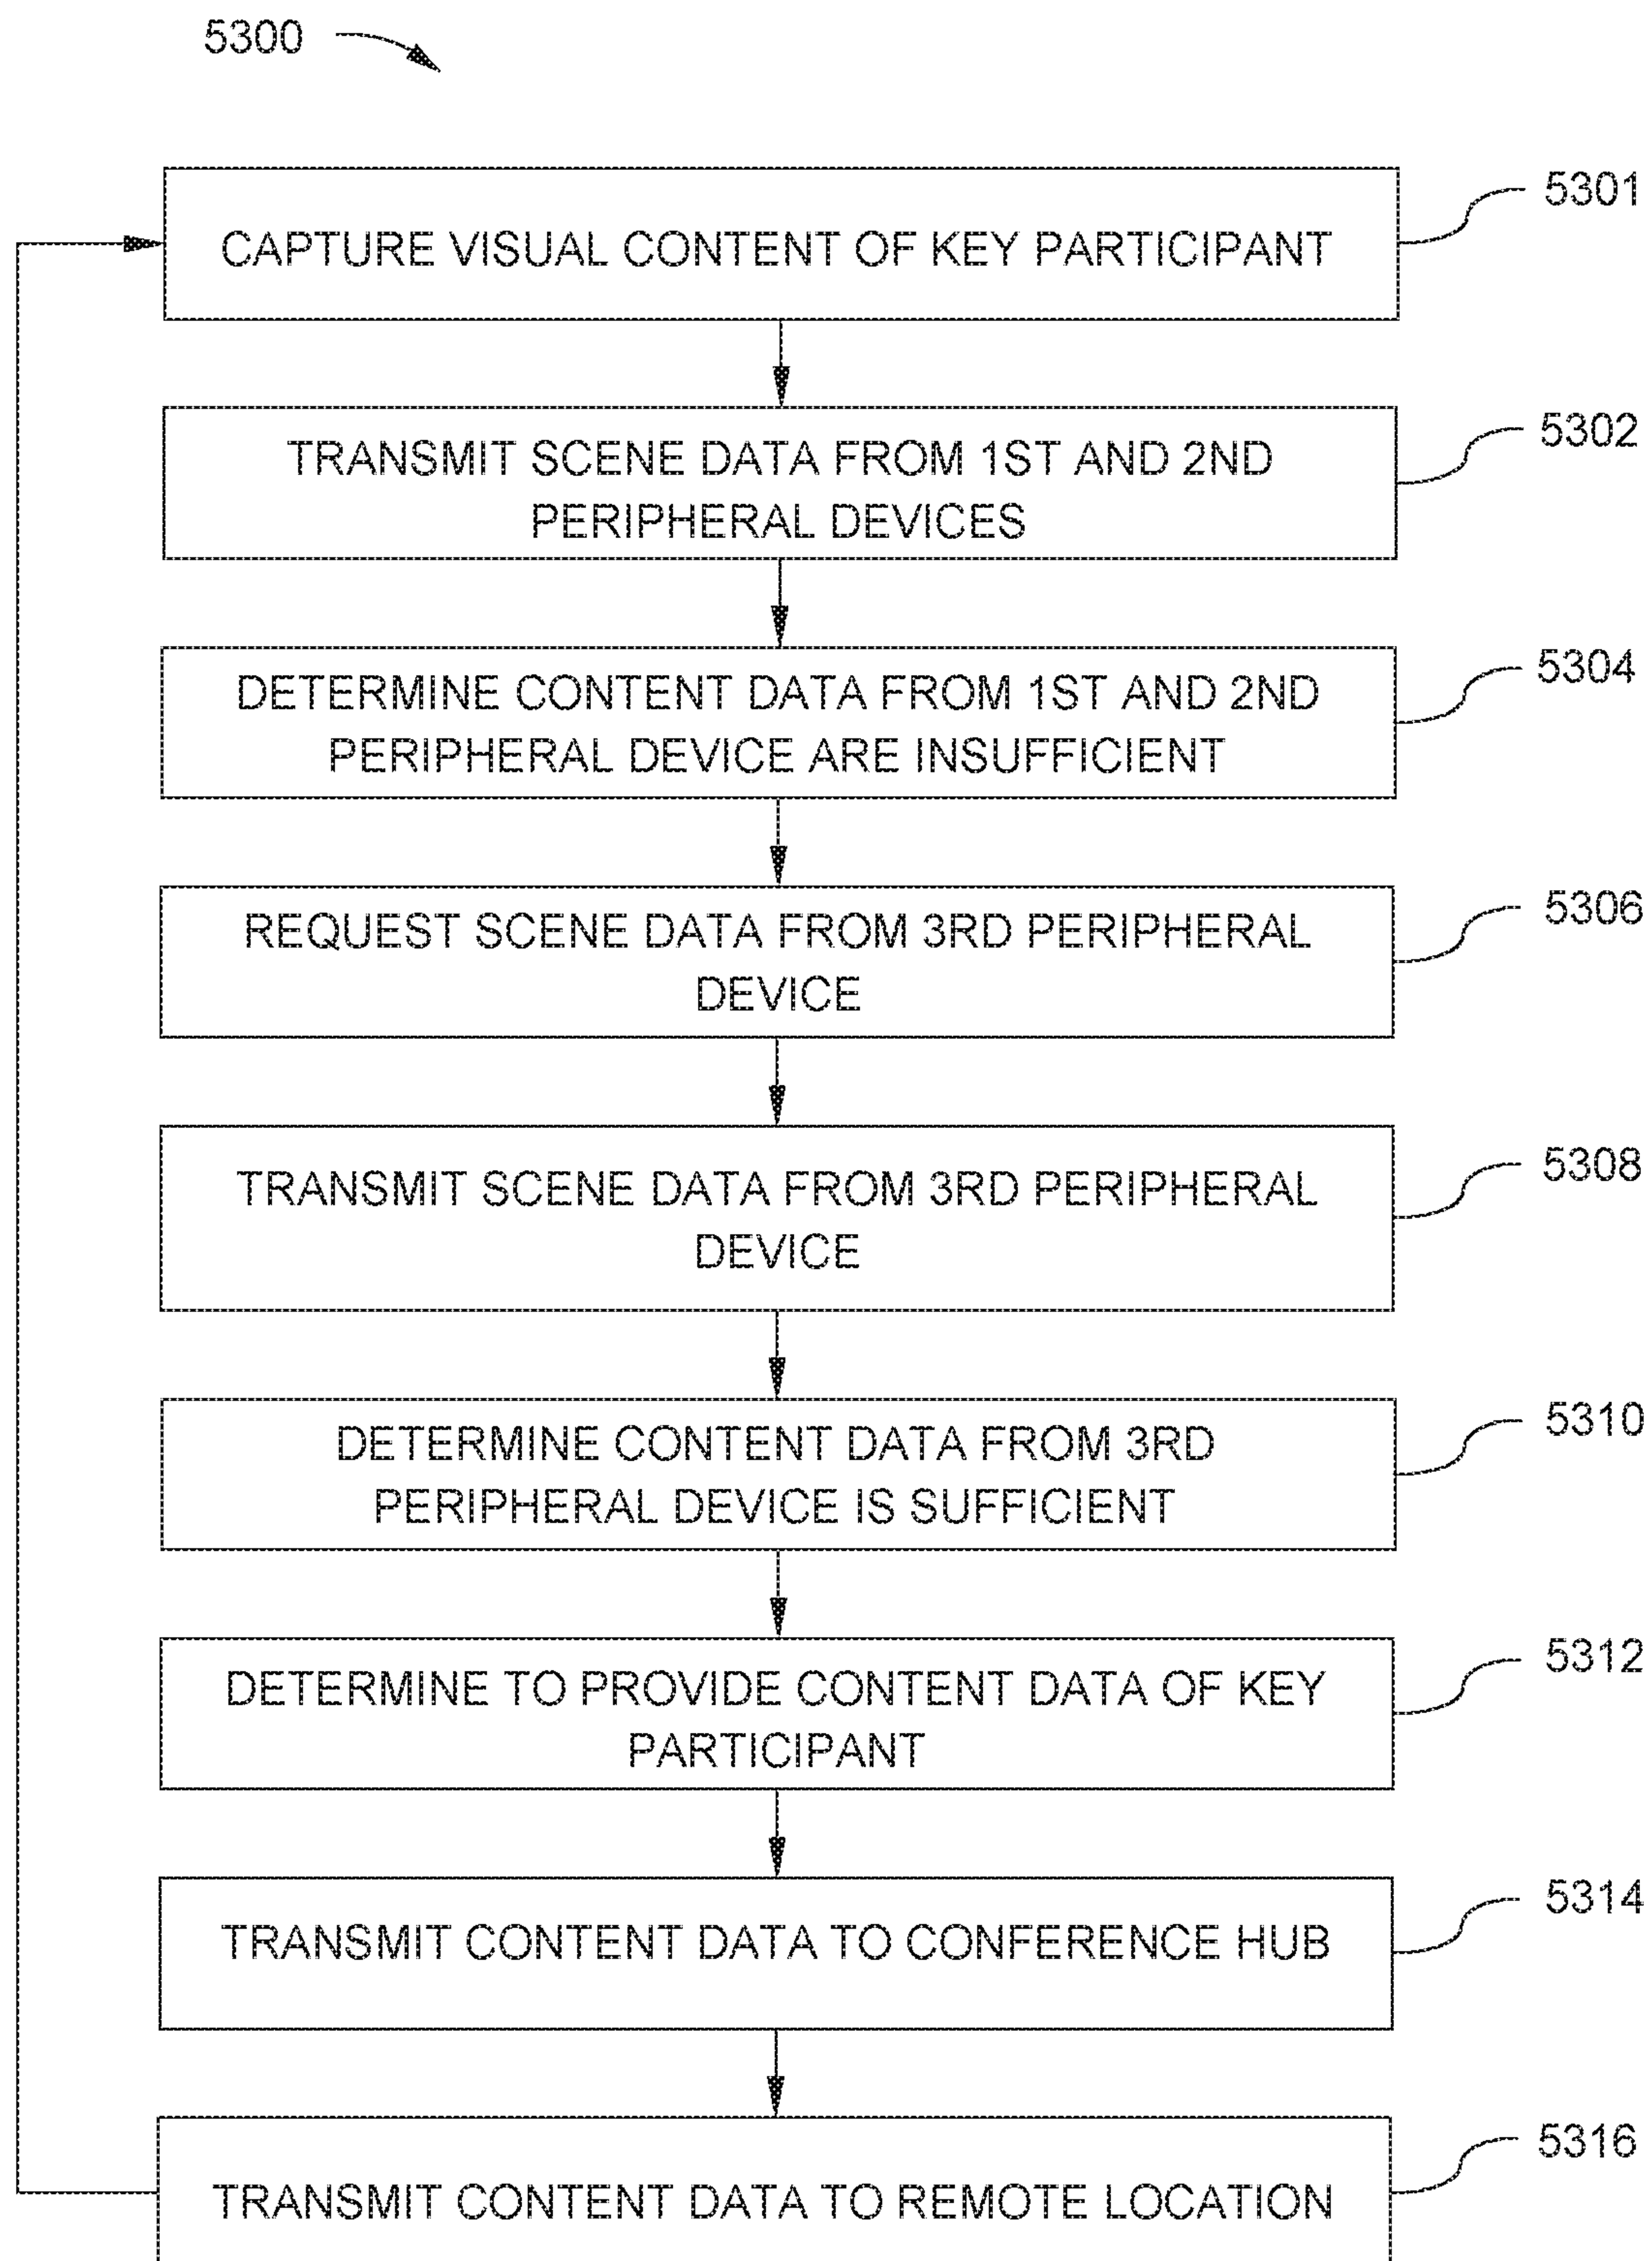 5300
CAPTURE VISUAL CONTENT OF KEY PARTICIPANT
5301
TRANSMIT SCENE DATA FROM 1ST AND 2ND
PERIPHERAL DEVICES
5302
DETERMINE CONTENT DATA FROM 1ST AND 2ND
PERIPHERAL DEVICE ARE INSUFFICIENT
5304
REQUEST SCENE DATA FROM 3RD PERIPHERAL
DEVICE
5306
TRANSMIT SCENE DATA FROM 3RD PERIPHERAL
DEVICE
5308
DETERMINE CONTENT DATA FROM 3RD
PERIPHERAL DEVICE IS SUFFICIENT
5310
DETERMINE TO PROVIDE CONTENT DATA OF KEY
PARTICIPANT
5312
TRANSMIT CONTENT DATA TO CONFERENCE HUB
5314
TRANSMIT CONTENT DATA TO REMOTE LOCATION
5316